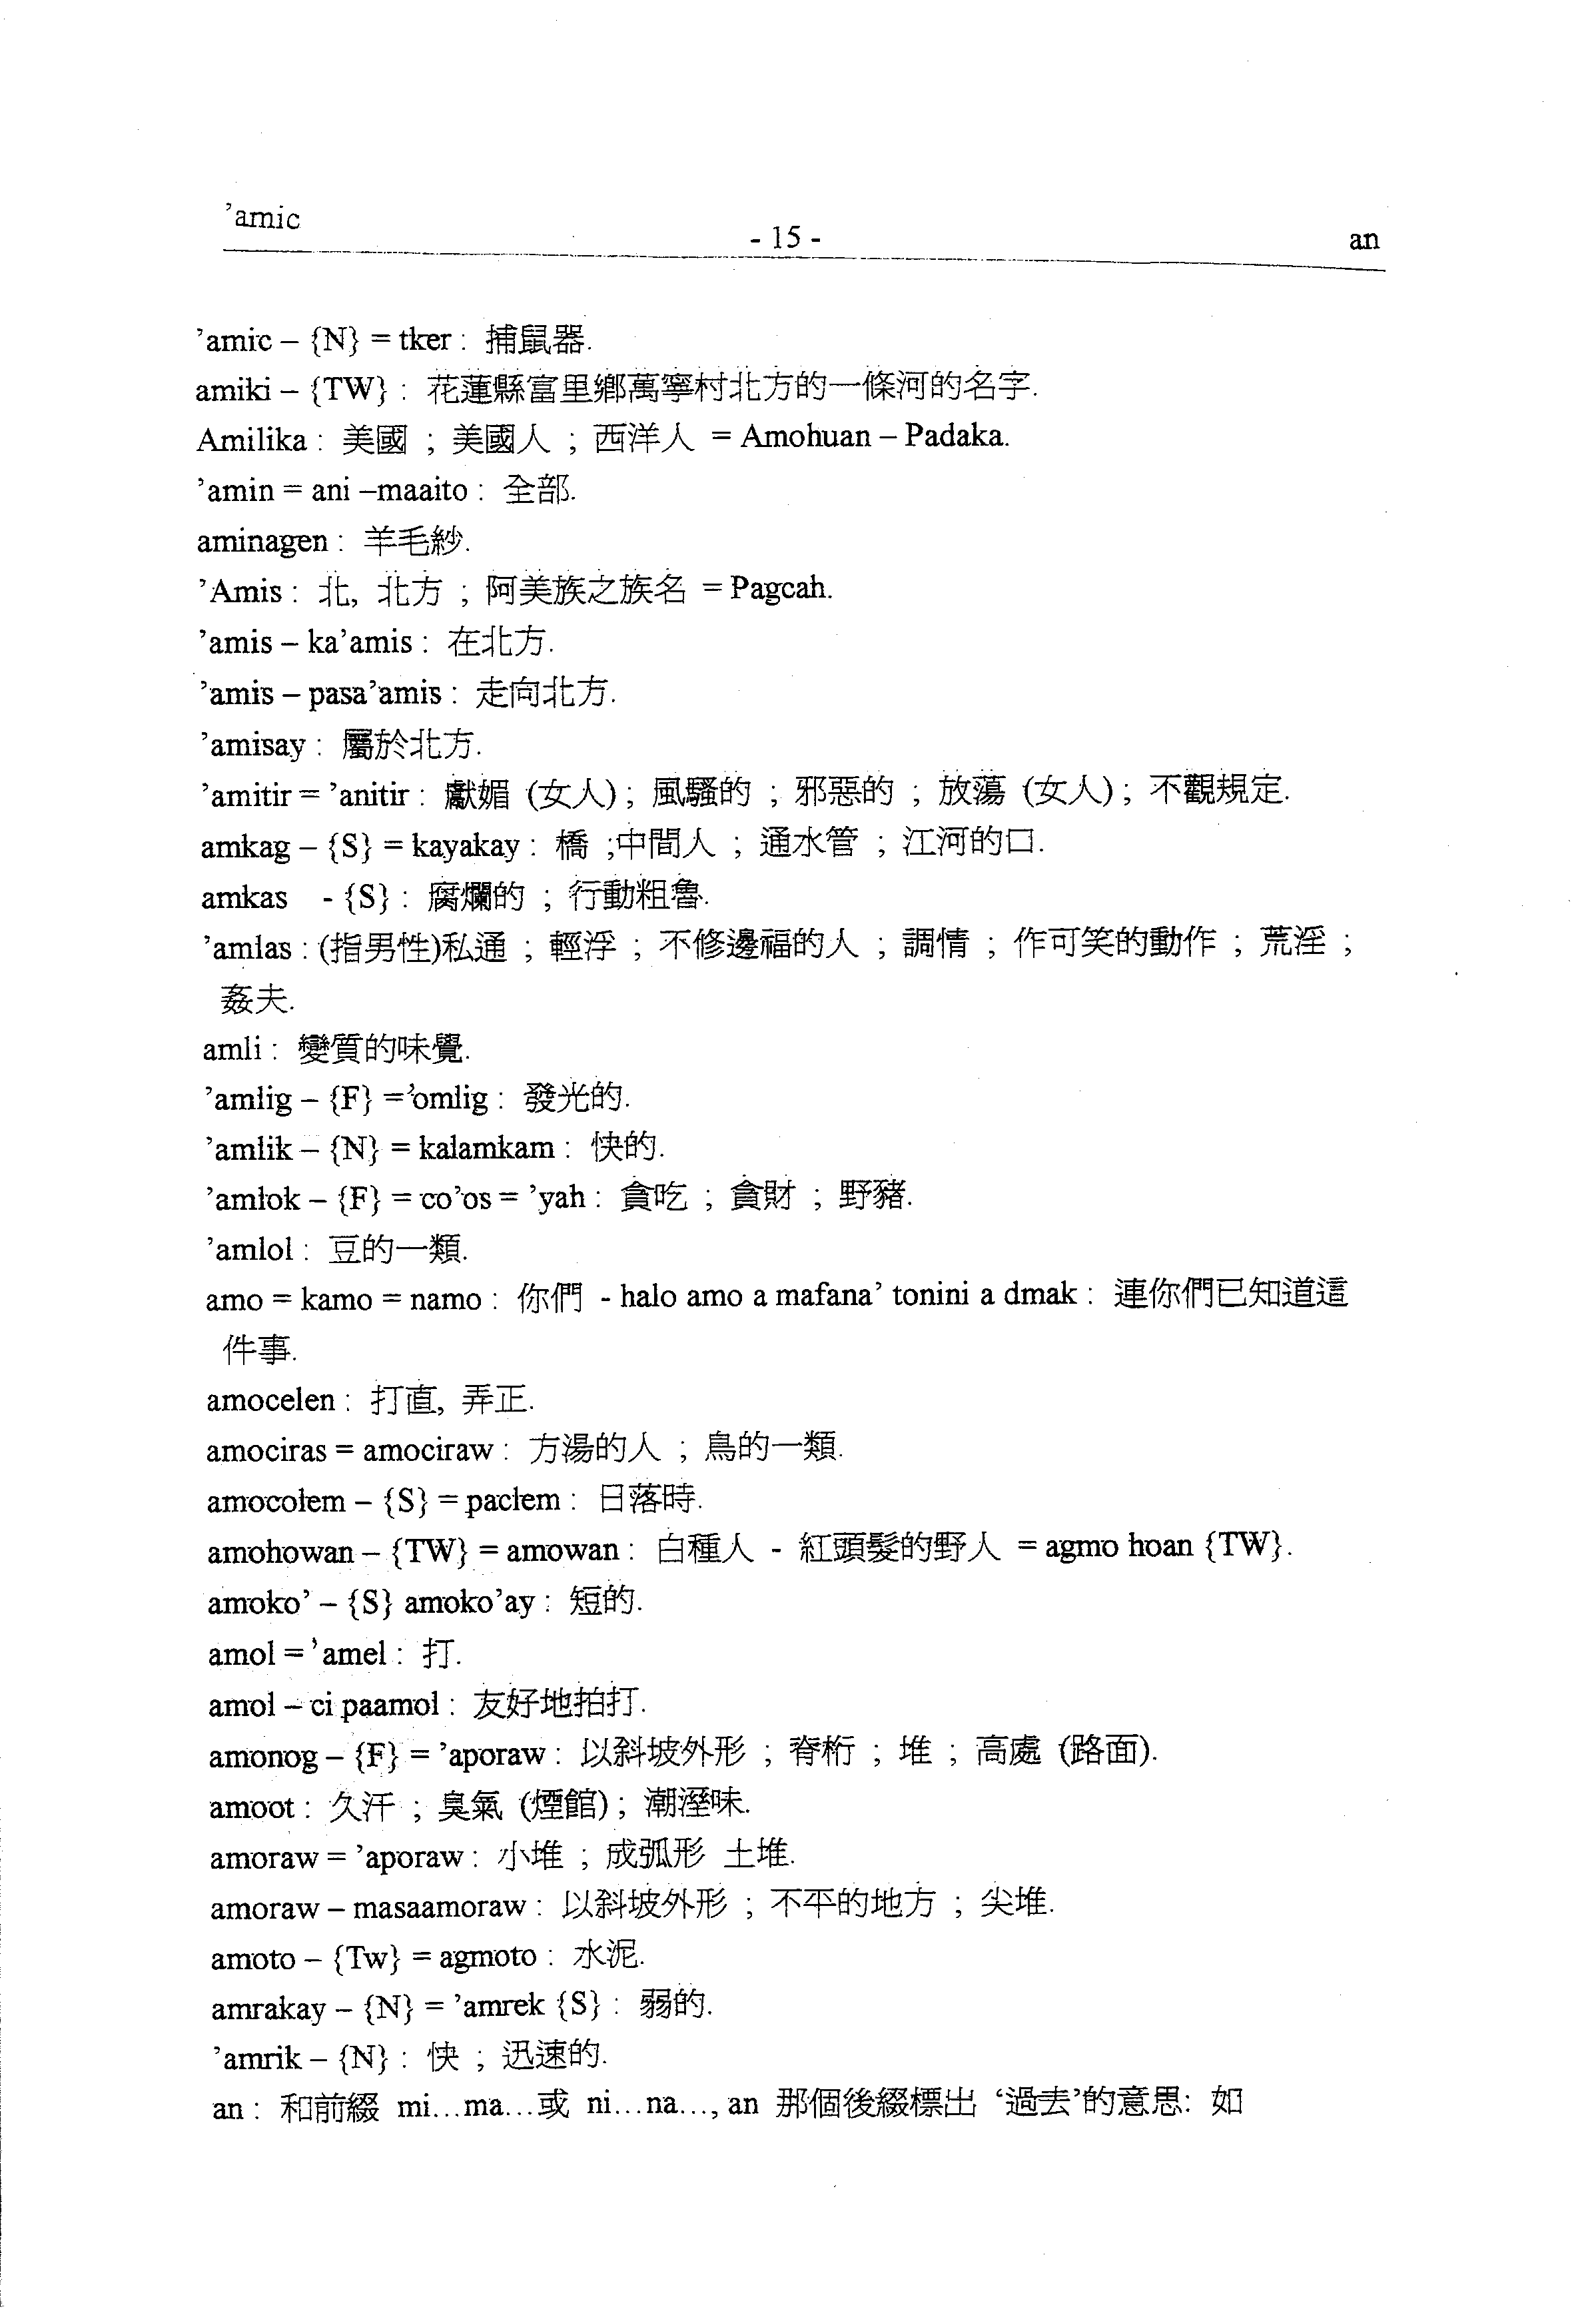 ’amic
- 15 -
an
’amic – {N} = tker : 捕鼠器.
amiki – {TW} : 花蓮縣富里鄉萬寧村北方的一條河的名字.
Amilika : 美國 ; 美國人 ; 西洋人 = Amohuan – Padaka.
’amin = ani –maaito : 全部.
aminagen : 羊毛紗.
’Amis : 北, 北方 ; 阿美族之族名 = Pagcah.
’amis – ka’amis : 在北方.
’amis – pasa’amis : 走向北方.
’amisay : 屬於北方.
’amitir = ’anitir : 獻媚 (女人) ; 風騷的 ; 邪惡的 ; 放蕩 (女人) ; 不觀規定.
amkag – {S} = kayakay : 橋 ;中間人 ; 通水管 ; 江河的口.
amkas - {S} : 腐爛的 ; 行動粗魯.
’amlas : (指男性)私通 ; 輕浮 ; 不修邊福的人 ; 調情 ; 作可笑的動作 ; 荒淫 ;
姦夫.
amli : 變質的味覺.
’amlig – {F} =’omlig : 發光的.
’amlik – {N} = kalamkam : 快的.
’amlok – {F} = co’os = ’yah : 貪吃 ; 貪財 ; 野豬.
’amlol : 豆的一類.
amo = kamo = namo : 你們 - halo amo a mafana’ tonini a dmak : 連你們已知道這
件事.
amocelen : 打直, 弄正.
amociras = amociraw : 方湯的人 ; 鳥的一類.
amocolem – {S} = paclem : 日落時.
amohowan – {TW} = amowan : 白種人 - 紅頭髮的野人 = agmo hoan {TW}.
amoko’ – {S} amoko’ay : 短的.
amol = ’amel : 打.
amol – ci paamol : 友好地拍打.
amonog – {F} = ’aporaw : 以斜坡外形 ; 脊桁 ; 堆 ; 高處 (路面).
amoot : 久汗 ; 臭氣 (煙館) ; 潮溼味.
amoraw = ’aporaw : 小堆 ; 成弧形 土堆.
amoraw – masaamoraw : 以斜坡外形 ; 不平的地方 ; 尖堆.
amoto – {Tw} = agmoto : 水泥.
amrakay – {N} = ’amrek {S} : 弱的.
’amrik – {N} : 快 ; 迅速的.
an : 和前綴 mi…ma…或 ni…na…, an 那個後綴標出 ‘過去’的意思: 如